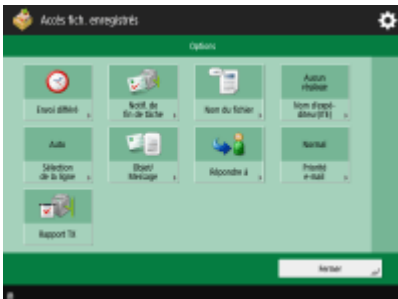 Accès fich. enregistrés
Options
Envoi différé
Notif. de
fin de tâche
Nom du fichier
Aucun
réglage
Nom d'expé-
diteur (TX)
Auto
Sélection
de la ligne
Objet/
Message
Répondre à
Normal
Priorité
e-mail
Rapport TX
Fermer